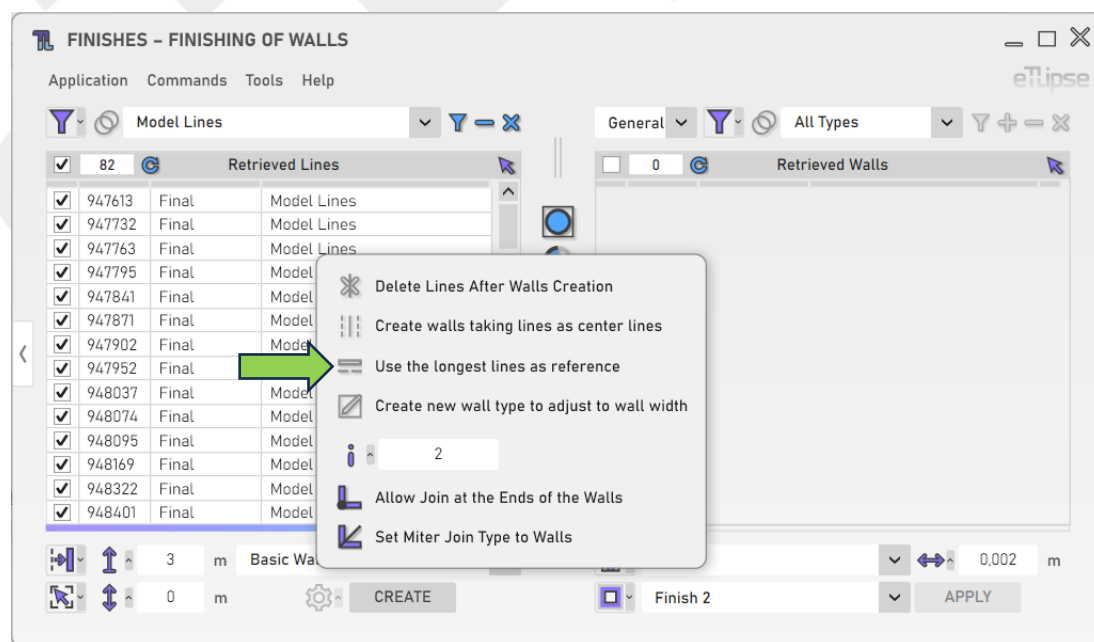 FINISHES – FINISHING OF WALLS
Application Commands Tools Help
eTLipse
Model Lines
General All Types
82 Retrieved Lines
0 Retrieved Walls
947613 Final Model Lines
947732 Final Model Lines
947763 Final Model Lines
947795 Final Model
947841 Final Model
947871 Final Model
947902 Final Model
947952 Final
948037 Final Model
948074 Final Model
948095 Final Model
948169 Final Model
948322 Final Model
948401 Final Model
Delete Lines After Walls Creation
Create walls taking lines as center lines
Use the longest lines as reference
Create new wall type to adjust to wall width
2
Allow Join at the Ends of the Walls
Set Miter Join Type to Walls
3 m Basic Wa
0,002 m
0 m CREATE
Finish 2 APPLY